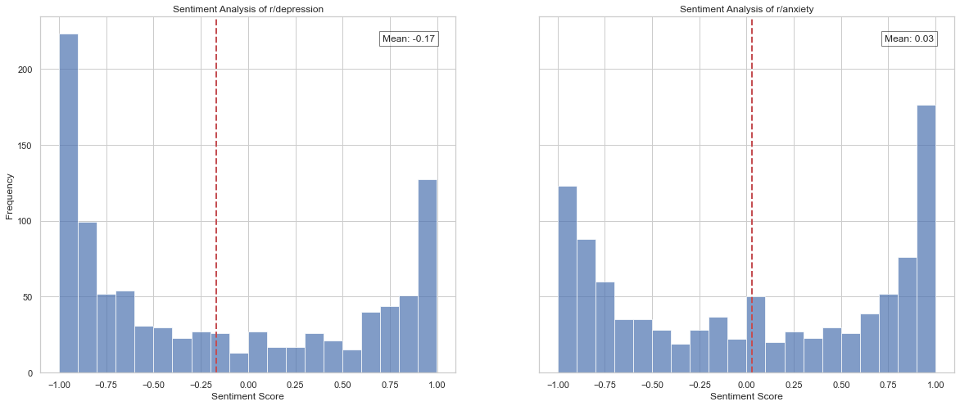 Sentiment Analysis of r/depression
Mean: -0.17
Frequency
200
150
100
50
0
−1.00 −0.75 −0.50 −0.25 0.00 0.25 0.50 0.75 1.00
Sentiment Score
Sentiment Analysis of r/anxiety
Mean: 0.03
−1.00 −0.75 −0.50 −0.25 0.00 0.25 0.50 0.75 1.00
Sentiment Score